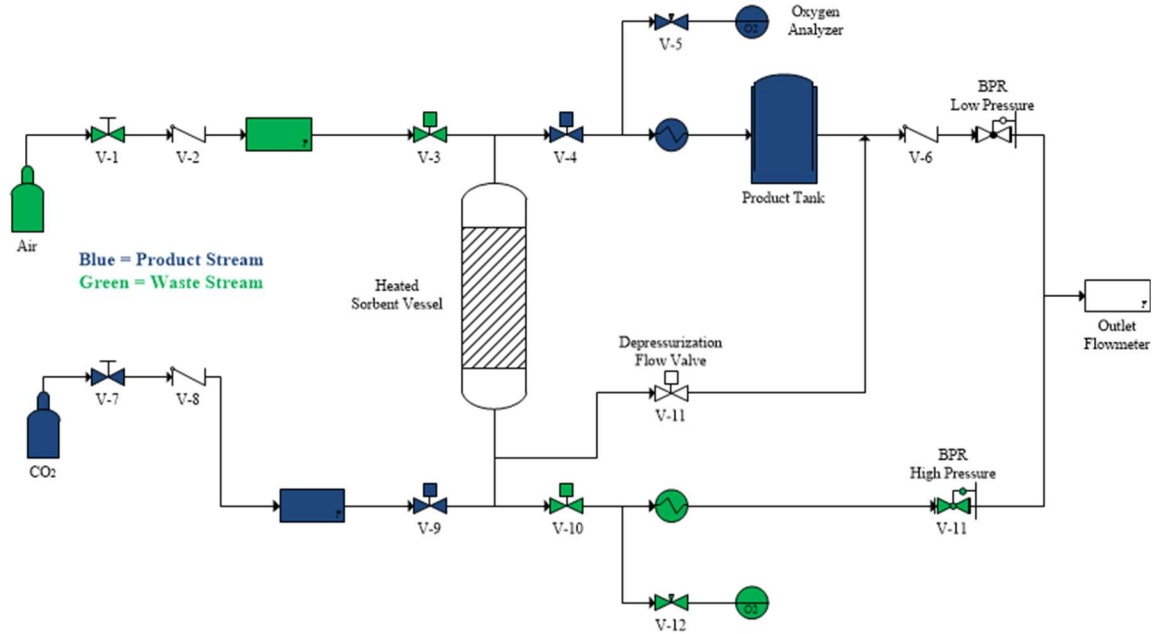 Oxygen
Analyzer
O2
V-5
BPR
Low Pressure
V-1
V-2
F
V-3
V-4
Product Tank
V-6
Air
Blue = Product Stream
Green = Waste Stream
Heated
Sorbent Vessel
F
Outlet
Flowmeter
Depressurization
Flow Valve
V-11
V-7
V-8
CO2
F
V-9
V-10
BPR
High Pressure
V-11
V-12
O2